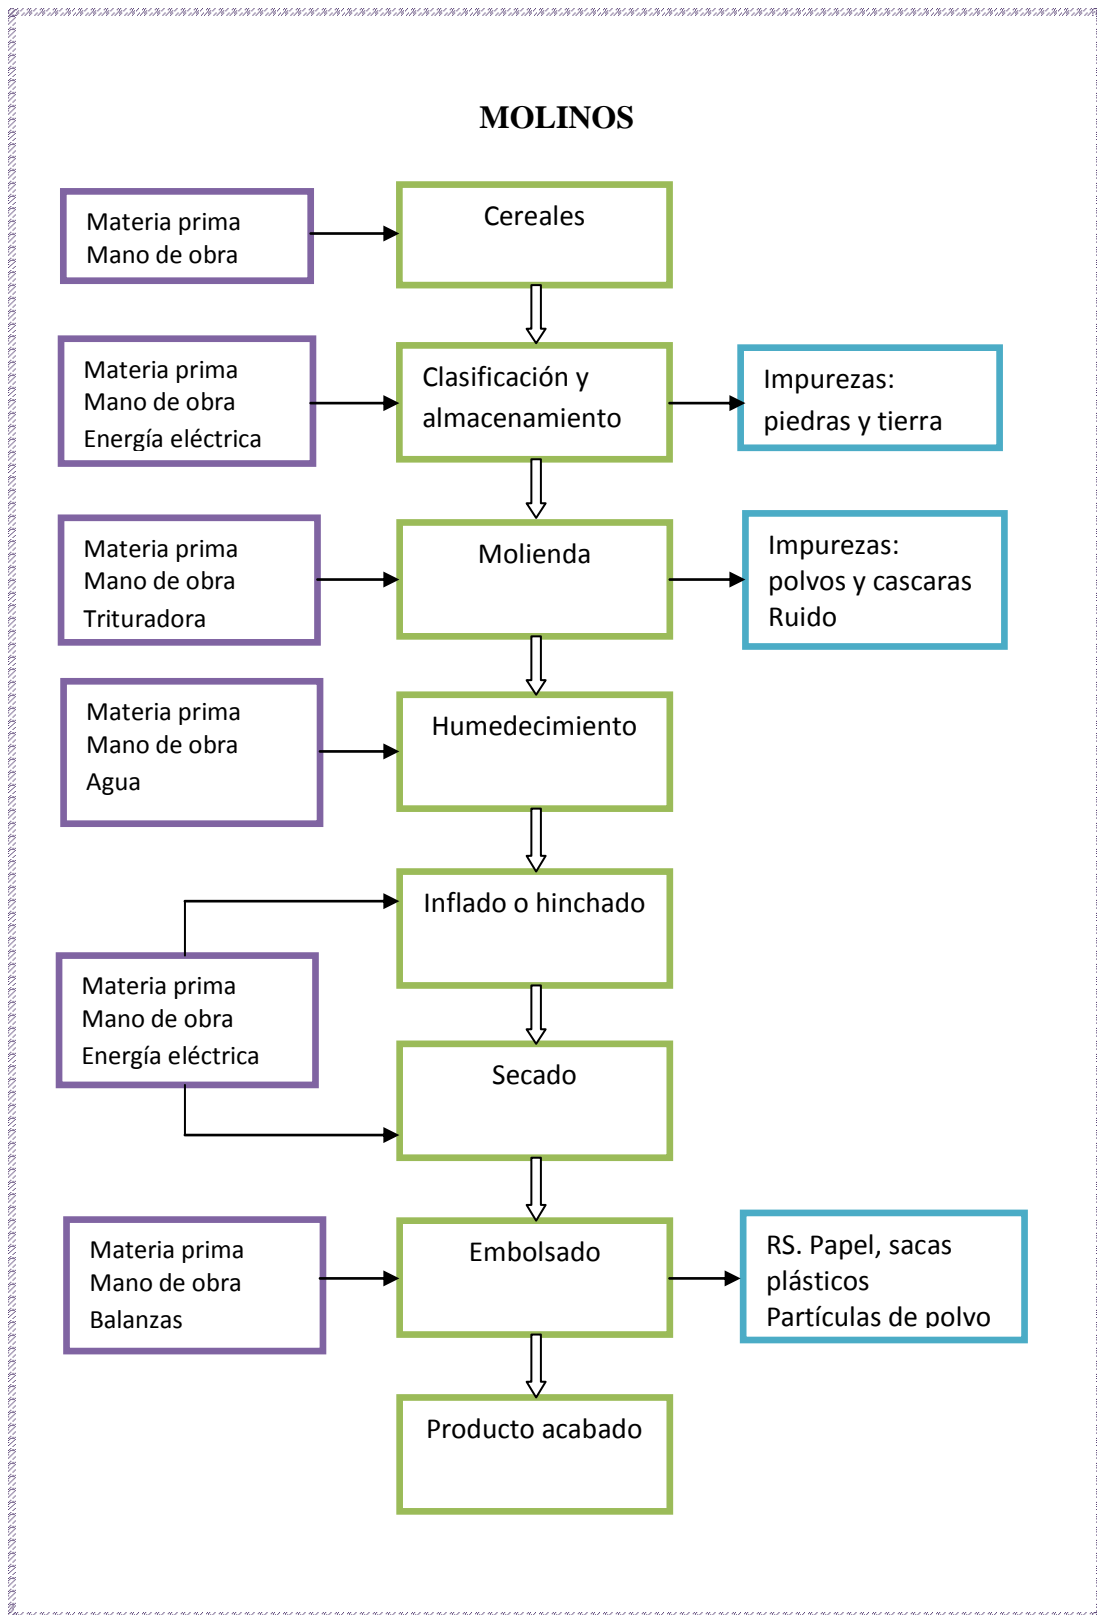 MOLINOS
Materia prima
Mano de obra
Cereales
Materia prima
Mano de obra
Energía eléctrica
Clasificación y
almacenamiento
Impurezas:
piedras y tierra
Materia prima
Mano de obra
Trituradora
Molienda
Impurezas:
polvos y cascaras
Ruido
Materia prima
Mano de obra
Agua
Humedecimiento
Inflado o hinchado
Materia prima
Mano de obra
Energía eléctrica
Secado
Materia prima
Mano de obra
Balanzas
Embolsado
RS. Papel, sacas
plásticos
Partículas de polvo
Producto acabado